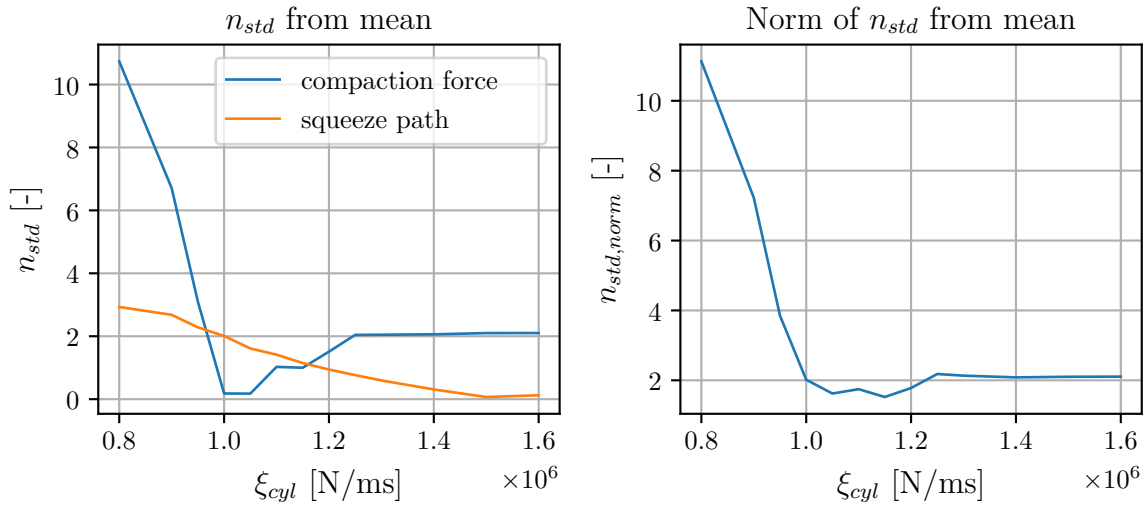 n_std from mean
compaction force
squeeze path
n_std [-]
10
8
6
4
2
0
0.8 1.0 1.2 1.4 1.6
×10^6
ξ_cyl [N/ms]
Norm of n_std from mean
n_std,norm [-]
10
8
6
4
2
0.8 1.0 1.2 1.4 1.6
×10^6
ξ_cyl [N/ms]